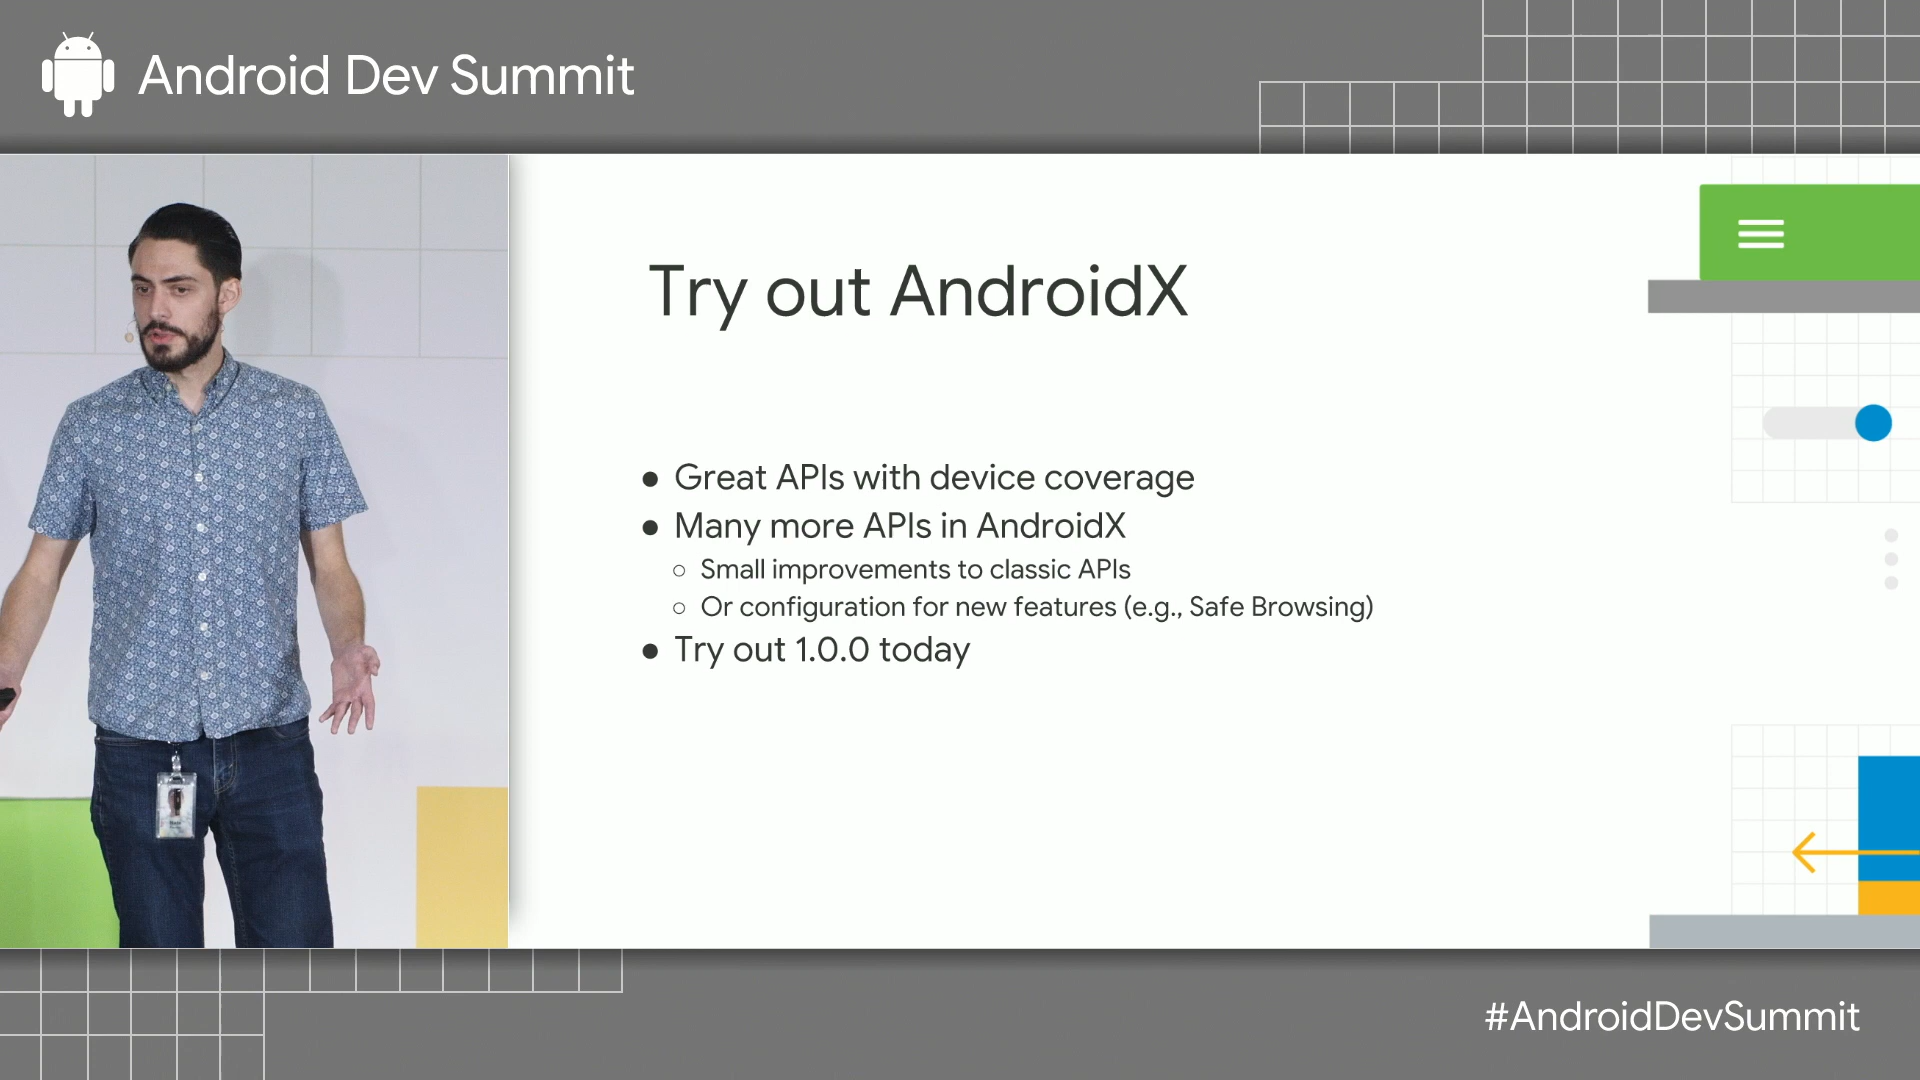 Android Dev Summit
Try out AndroidX
● Great APIs with device coverage
● Many more APIs in AndroidX
○ Small improvements to classic APIs
○ Or configuration for new features (e.g., Safe Browsing)
● Try out 1.0.0 today
#AndroidDevSummit